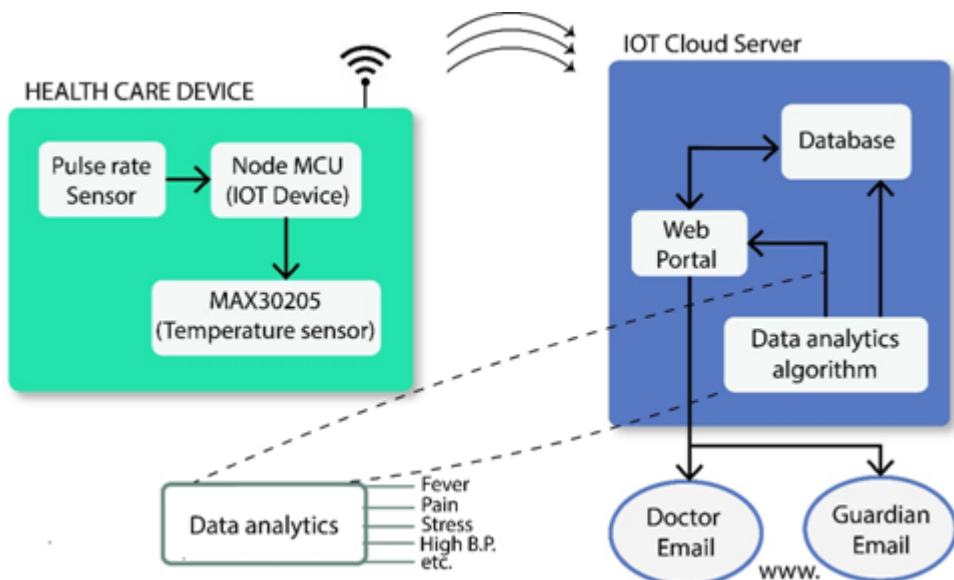 IOT Cloud Server
HEALTH CARE DEVICE
Pulse rate
Sensor
Node MCU
(IOT Device)
MAX30205
(Temperature sensor)
Database
Web
Portal
Data analytics
algorithm
Data analytics
Fever
Pain
Stress
High B.P.
etc.
Doctor
Email
Guardian
Email
www.